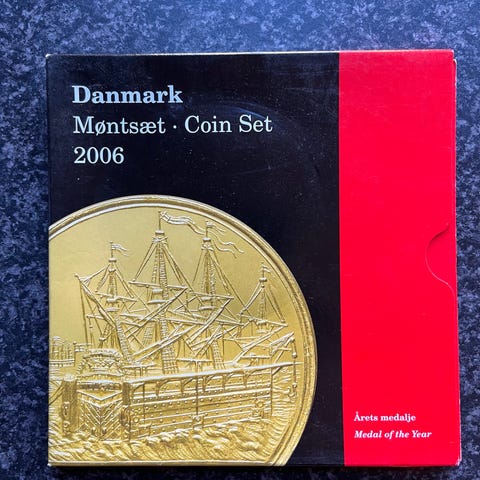 Danmark
Møntsæt · Coin Set
2006
Årets medalje
Medal of the Year